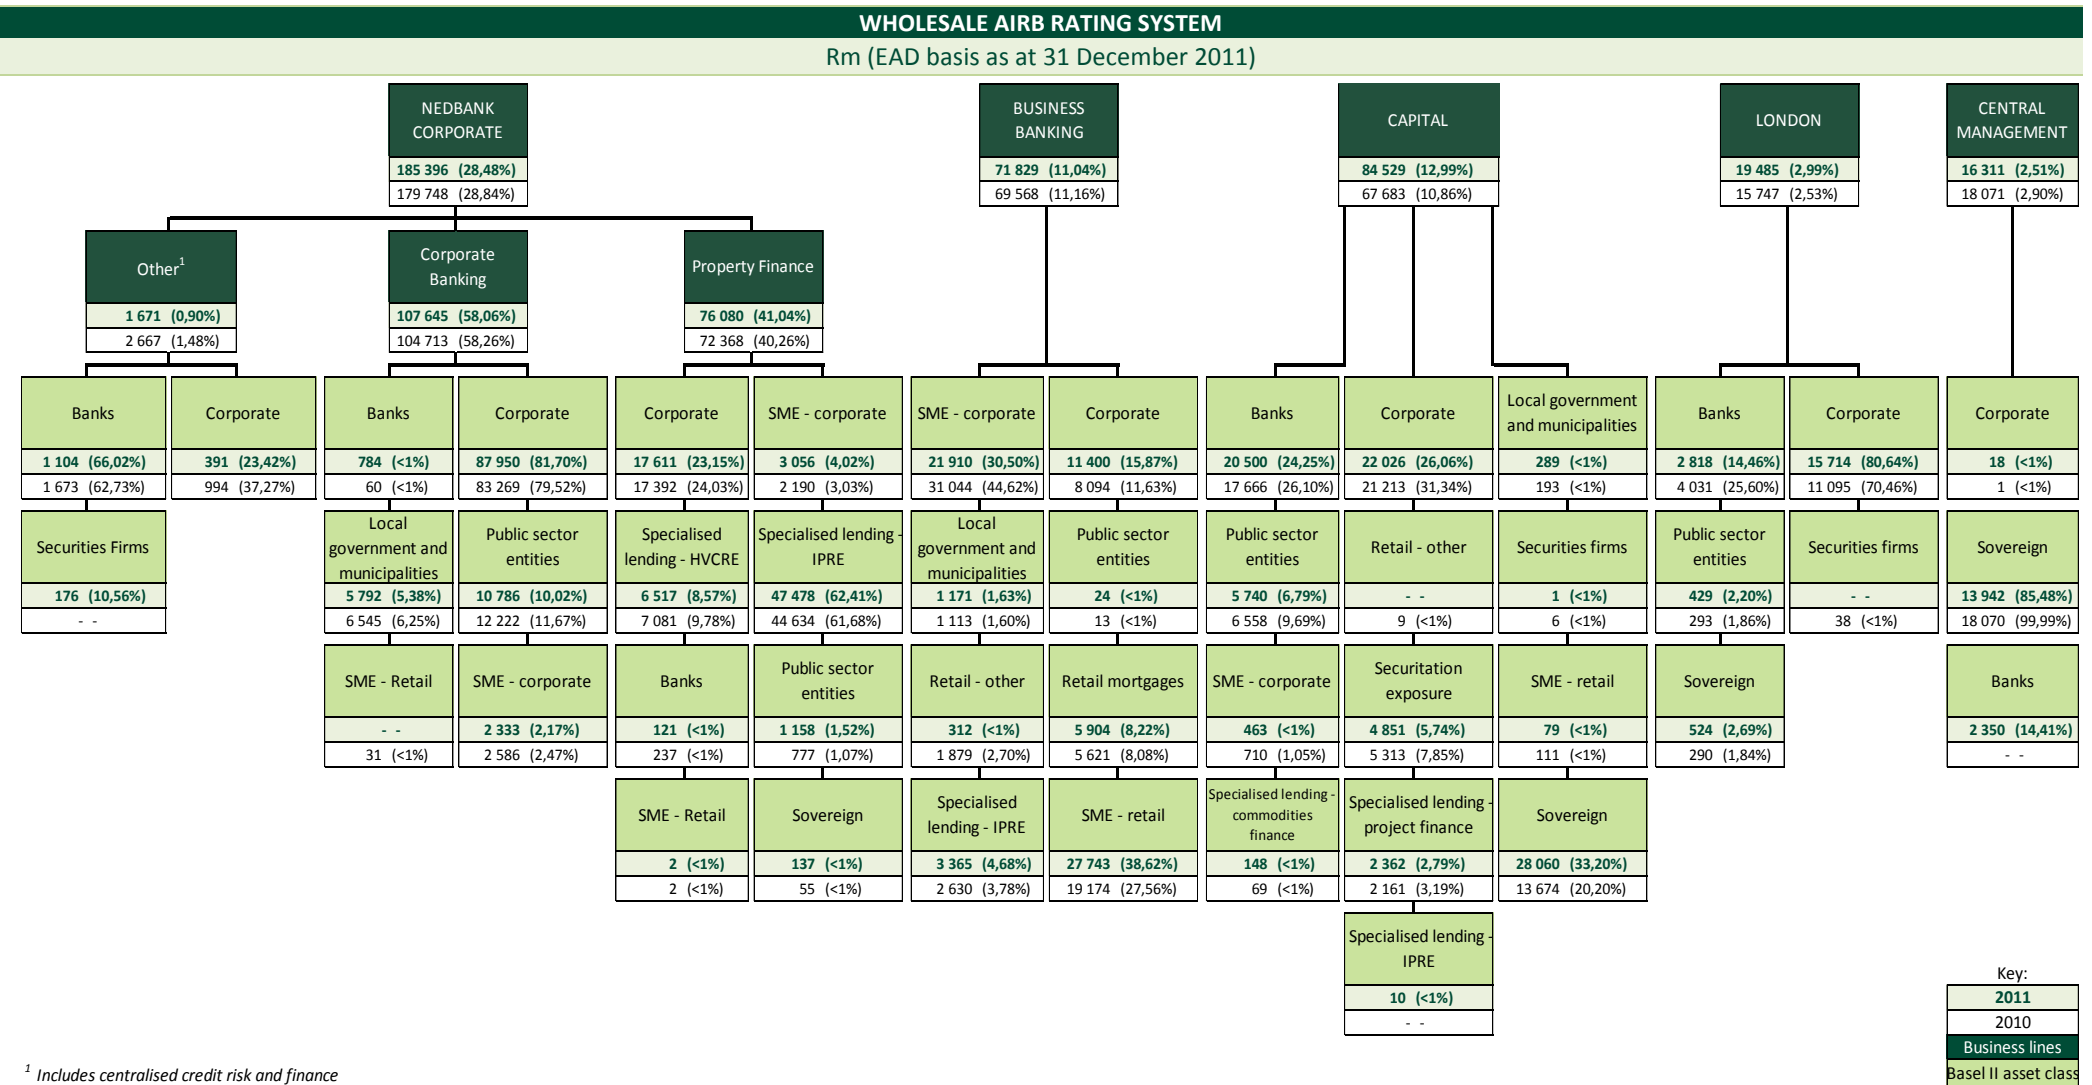 WHOLESALE AIRB RATING SYSTEM
Rm (EAD basis as at 31 December 2011)
NEDBANK
CORPORATE
185 396 (28,48%)
179 748 (28,84%)
BUSINESS
BANKING
71 829 (11,04%)
69 568 (11,16%)
CAPITAL
84 529 (12,99%)
67 683 (10,86%)
LONDON
19 485 (2,99%)
15 747 (2,53%)
CENTRAL
MANAGEMENT
16 311 (2,51%)
18 071 (2,90%)
Other1
1 671 (0,90%)
2 667 (1,48%)
Corporate
Banking
107 645 (58,06%)
104 713 (58,26%)
Property Finance
76 080 (41,04%)
72 368 (40,26%)
Banks
1 104 (66,02%)
1 673 (62,73%)
Corporate
391 (23,42%)
994 (37,27%)
Banks
784 (<1%)
60 (<1%)
Corporate
87 950 (81,70%)
83 269 (79,52%)
Corporate
17 611 (23,15%)
17 392 (24,03%)
SME - corporate
3 056 (4,02%)
2 190 (3,03%)
SME - corporate
21 910 (30,50%)
31 044 (44,62%)
Corporate
11 400 (15,87%)
8 094 (11,63%)
Banks
20 500 (24,25%)
17 666 (26,10%)
Corporate
22 026 (26,06%)
21 213 (31,34%)
Local government
and municipalities
289 (<1%)
193 (<1%)
Banks
2 818 (14,46%)
4 031 (25,60%)
Corporate
15 714 (80,64%)
11 095 (70,46%)
Corporate
18 (<1%)
1 (<1%)
Securities Firms
176 (10,56%)
- -
Local
government and
municipalities
5 792 (5,38%)
6 545 (6,25%)
Public sector
entities
10 786 (10,02%)
12 222 (11,67%)
Specialised
lending - HVCRE
6 517 (8,57%)
7 081 (9,78%)
Specialised lending -
IPRE
47 478 (62,41%)
44 634 (61,68%)
Local
government and
municipalities
1 171 (1,63%)
1 113 (1,60%)
Public sector
entities
24 (<1%)
13 (<1%)
Public sector
entities
5 740 (6,79%)
6 558 (9,69%)
Retail - other
- -
9 (<1%)
Securities firms
1 (<1%)
6 (<1%)
Public sector
entities
429 (2,20%)
293 (1,86%)
Securities firms
- -
38 (<1%)
Sovereign
13 942 (85,48%)
18 070 (99,99%)
SME - Retail
- -
31 (<1%)
SME - corporate
2 333 (2,17%)
2 586 (2,47%)
Banks
121 (<1%)
237 (<1%)
Public sector
entities
1 158 (1,52%)
777 (1,07%)
Retail - other
312 (<1%)
1 879 (2,70%)
Retail mortgages
5 904 (8,22%)
5 621 (8,08%)
SME - corporate
463 (<1%)
710 (1,05%)
Securitation
exposure
4 851 (5,74%)
5 313 (7,85%)
SME - retail
79 (<1%)
111 (<1%)
Sovereign
524 (2,69%)
290 (1,84%)
Banks
2 350 (14,41%)
- -
SME - Retail
2 (<1%)
2 (<1%)
Sovereign
137 (<1%)
55 (<1%)
Specialised
lending - IPRE
3 365 (4,68%)
2 630 (3,78%)
SME - retail
27 743 (38,62%)
19 174 (27,56%)
Specialised lending -
commodities
finance
148 (<1%)
69 (<1%)
Specialised lending -
project finance
2 362 (2,79%)
2 161 (3,19%)
Sovereign
28 060 (33,20%)
13 674 (20,20%)
Specialised lending -
IPRE
10 (<1%)
- -
Key:
2011
2010
Business lines
Basel II asset class
1 Includes centralised credit risk and finance